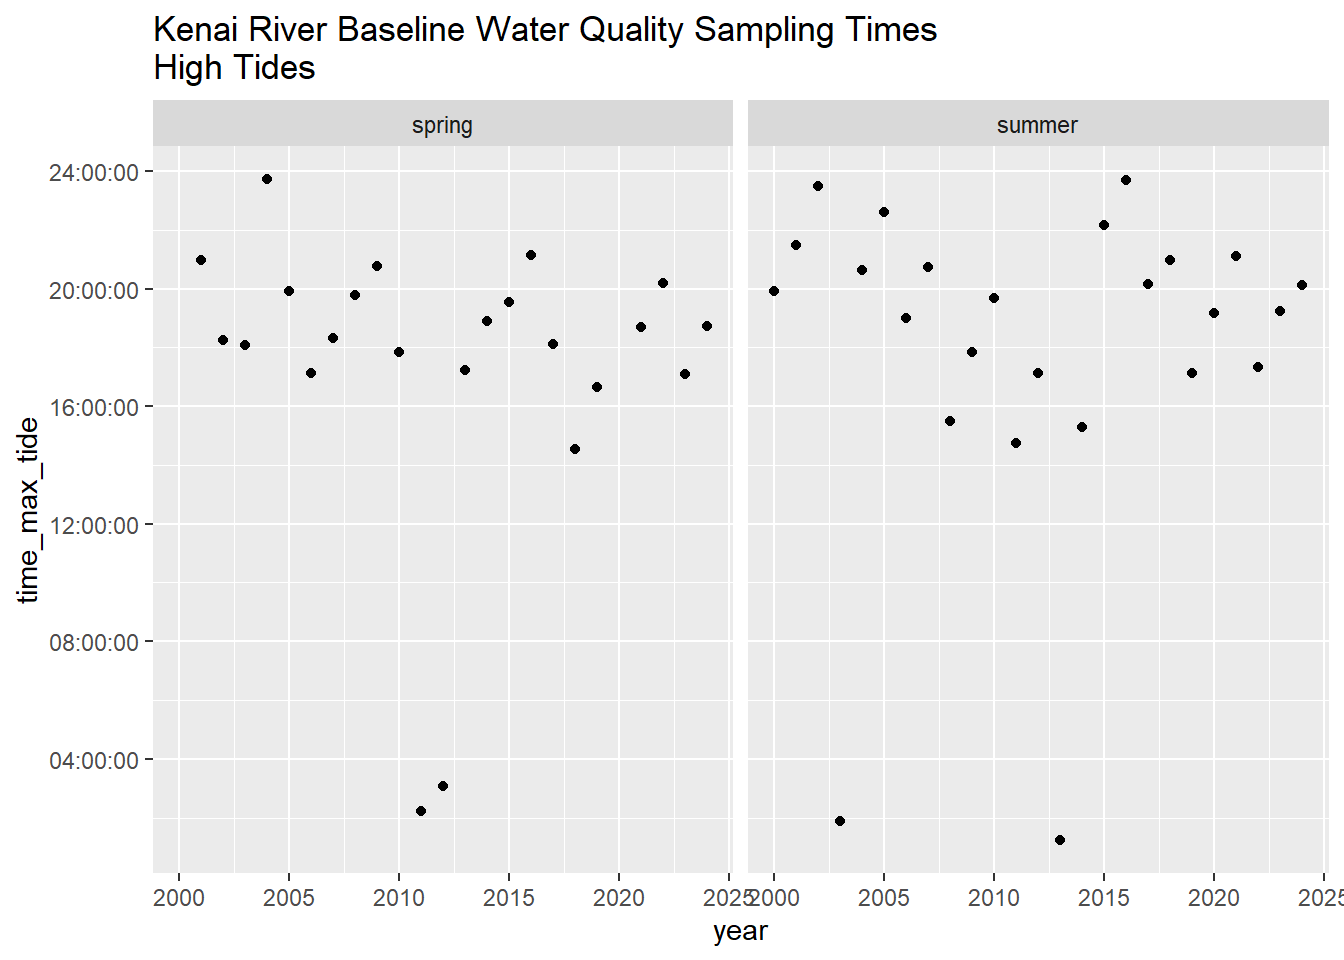 Kenai River Baseline Water Quality Sampling Times
High Tides
spring
summer
24:00:00
20:00:00
16:00:00
12:00:00
08:00:00
04:00:00
time_max_tide
2000 2005 2010 2015 2020 2025
2000 2005 2010 2015 2020 2025
year